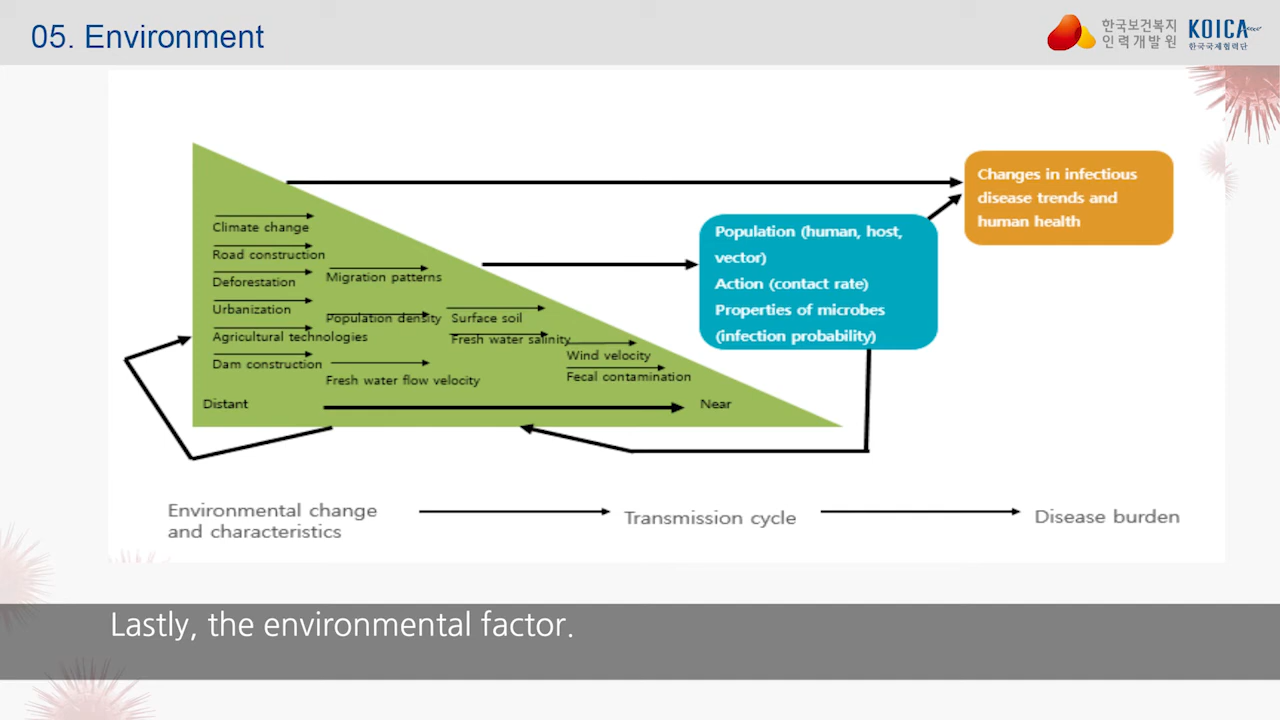 05. Environment
한국보건복지
인력개발원
KOICA
한국국제협력단
Changes in infectious
disease trends and
human health
Population (human, host,
vector)
Action (contact rate)
Properties of microbes
(infection probability)
Climate change
Road construction
Deforestation
Migration patterns
Urbanization
Population density
Surface soil
Agricultural technologies
Fresh water salinity
Wind velocity
Dam construction
Fresh water flow velocity
Fecal contamination
Distant
Near
Environmental change
and characteristics
Transmission cycle
Disease burden
Lastly, the environmental factor.